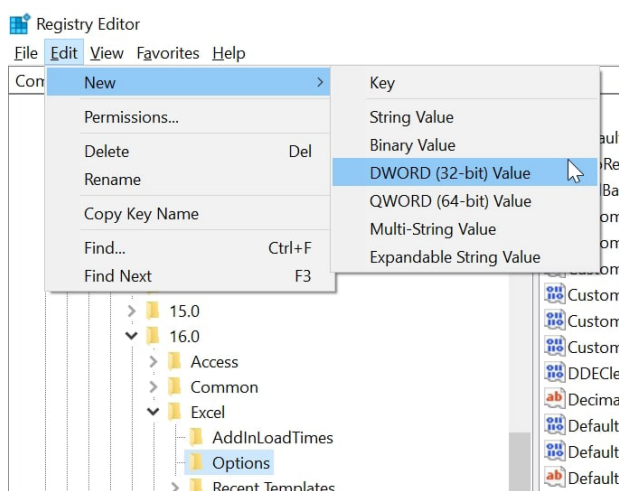 Registry Editor
File Edit View Favorites Help
New
Permissions...
Delete Del
Rename
Copy Key Name
Find... Ctrl+F
Find Next F3
Key
String Value
Binary Value
DWORD (32-bit) Value
QWORD (64-bit) Value
Multi-String Value
Expandable String Value
15.0
16.0
Access
Common
Excel
AddInLoadTimes
Options
Recent Templates
Custom
Custom
Custom
DDECle
Decima
Default
Default
Default